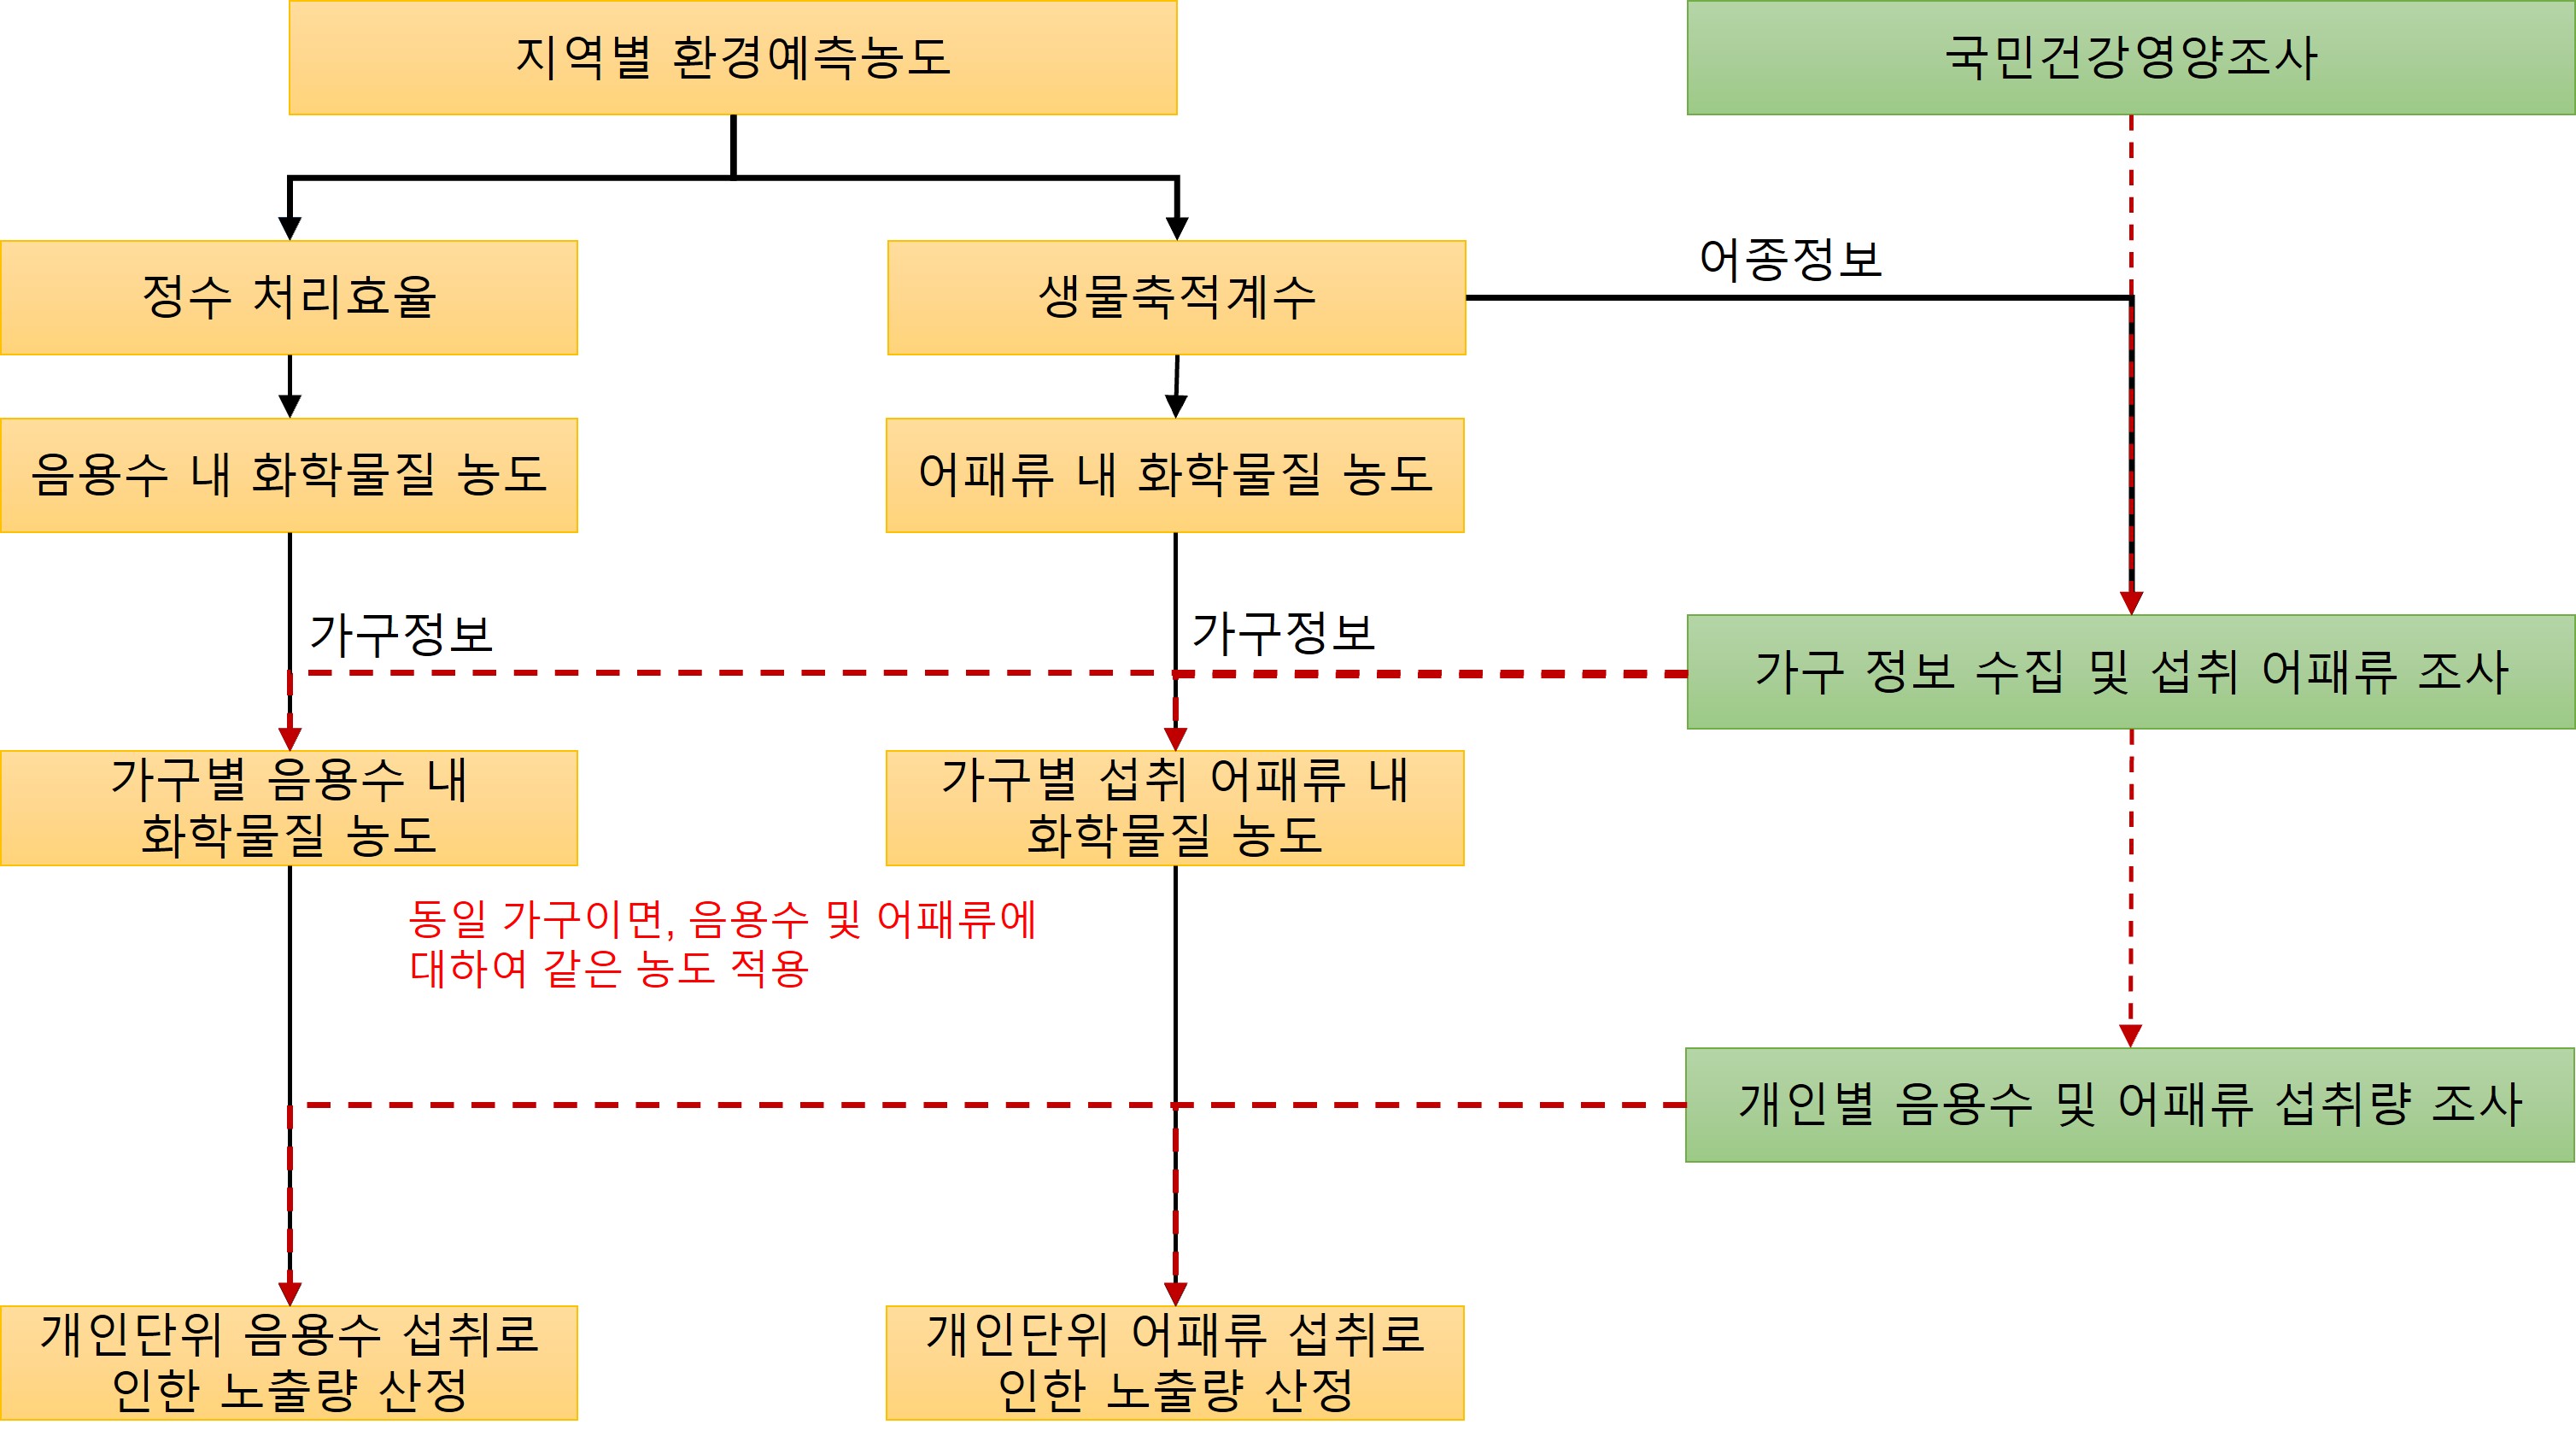 지역별 환경예측농도
국민건강영양조사
정수 처리효율
생물축적계수
어종정보
음용수 내 화학물질 농도
어패류 내 화학물질 농도
가구정보
가구정보
가구 정보 수집 및 섭취 어패류 조사
가구별 음용수 내
화학물질 농도
가구별 섭취 어패류 내
화학물질 농도
동일 가구이면, 음용수 및 어패류에
대하여 같은 농도 적용
개인별 음용수 및 어패류 섭취량 조사
개인단위 음용수 섭취로
인한 노출량 산정
개인단위 어패류 섭취로
인한 노출량 산정